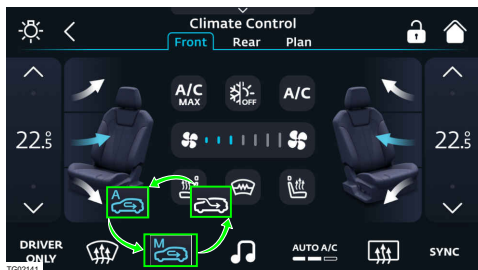 Climate Control
Front Rear Plan
A/C MAX
OFF
A/C
22.5°
22.5°
A
M
DRIVER ONLY
AUTO A/C
SYNC
TG02141